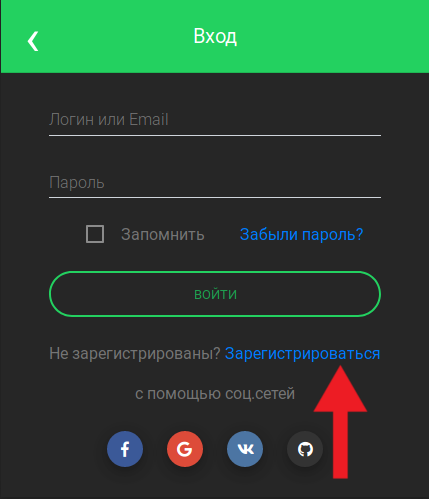 Вход
Логин или Email
Пароль
Запомнить Забыли пароль?
ВОЙТИ
Не зарегистрированы? Зарегистрироваться
с помощью соц.сетей